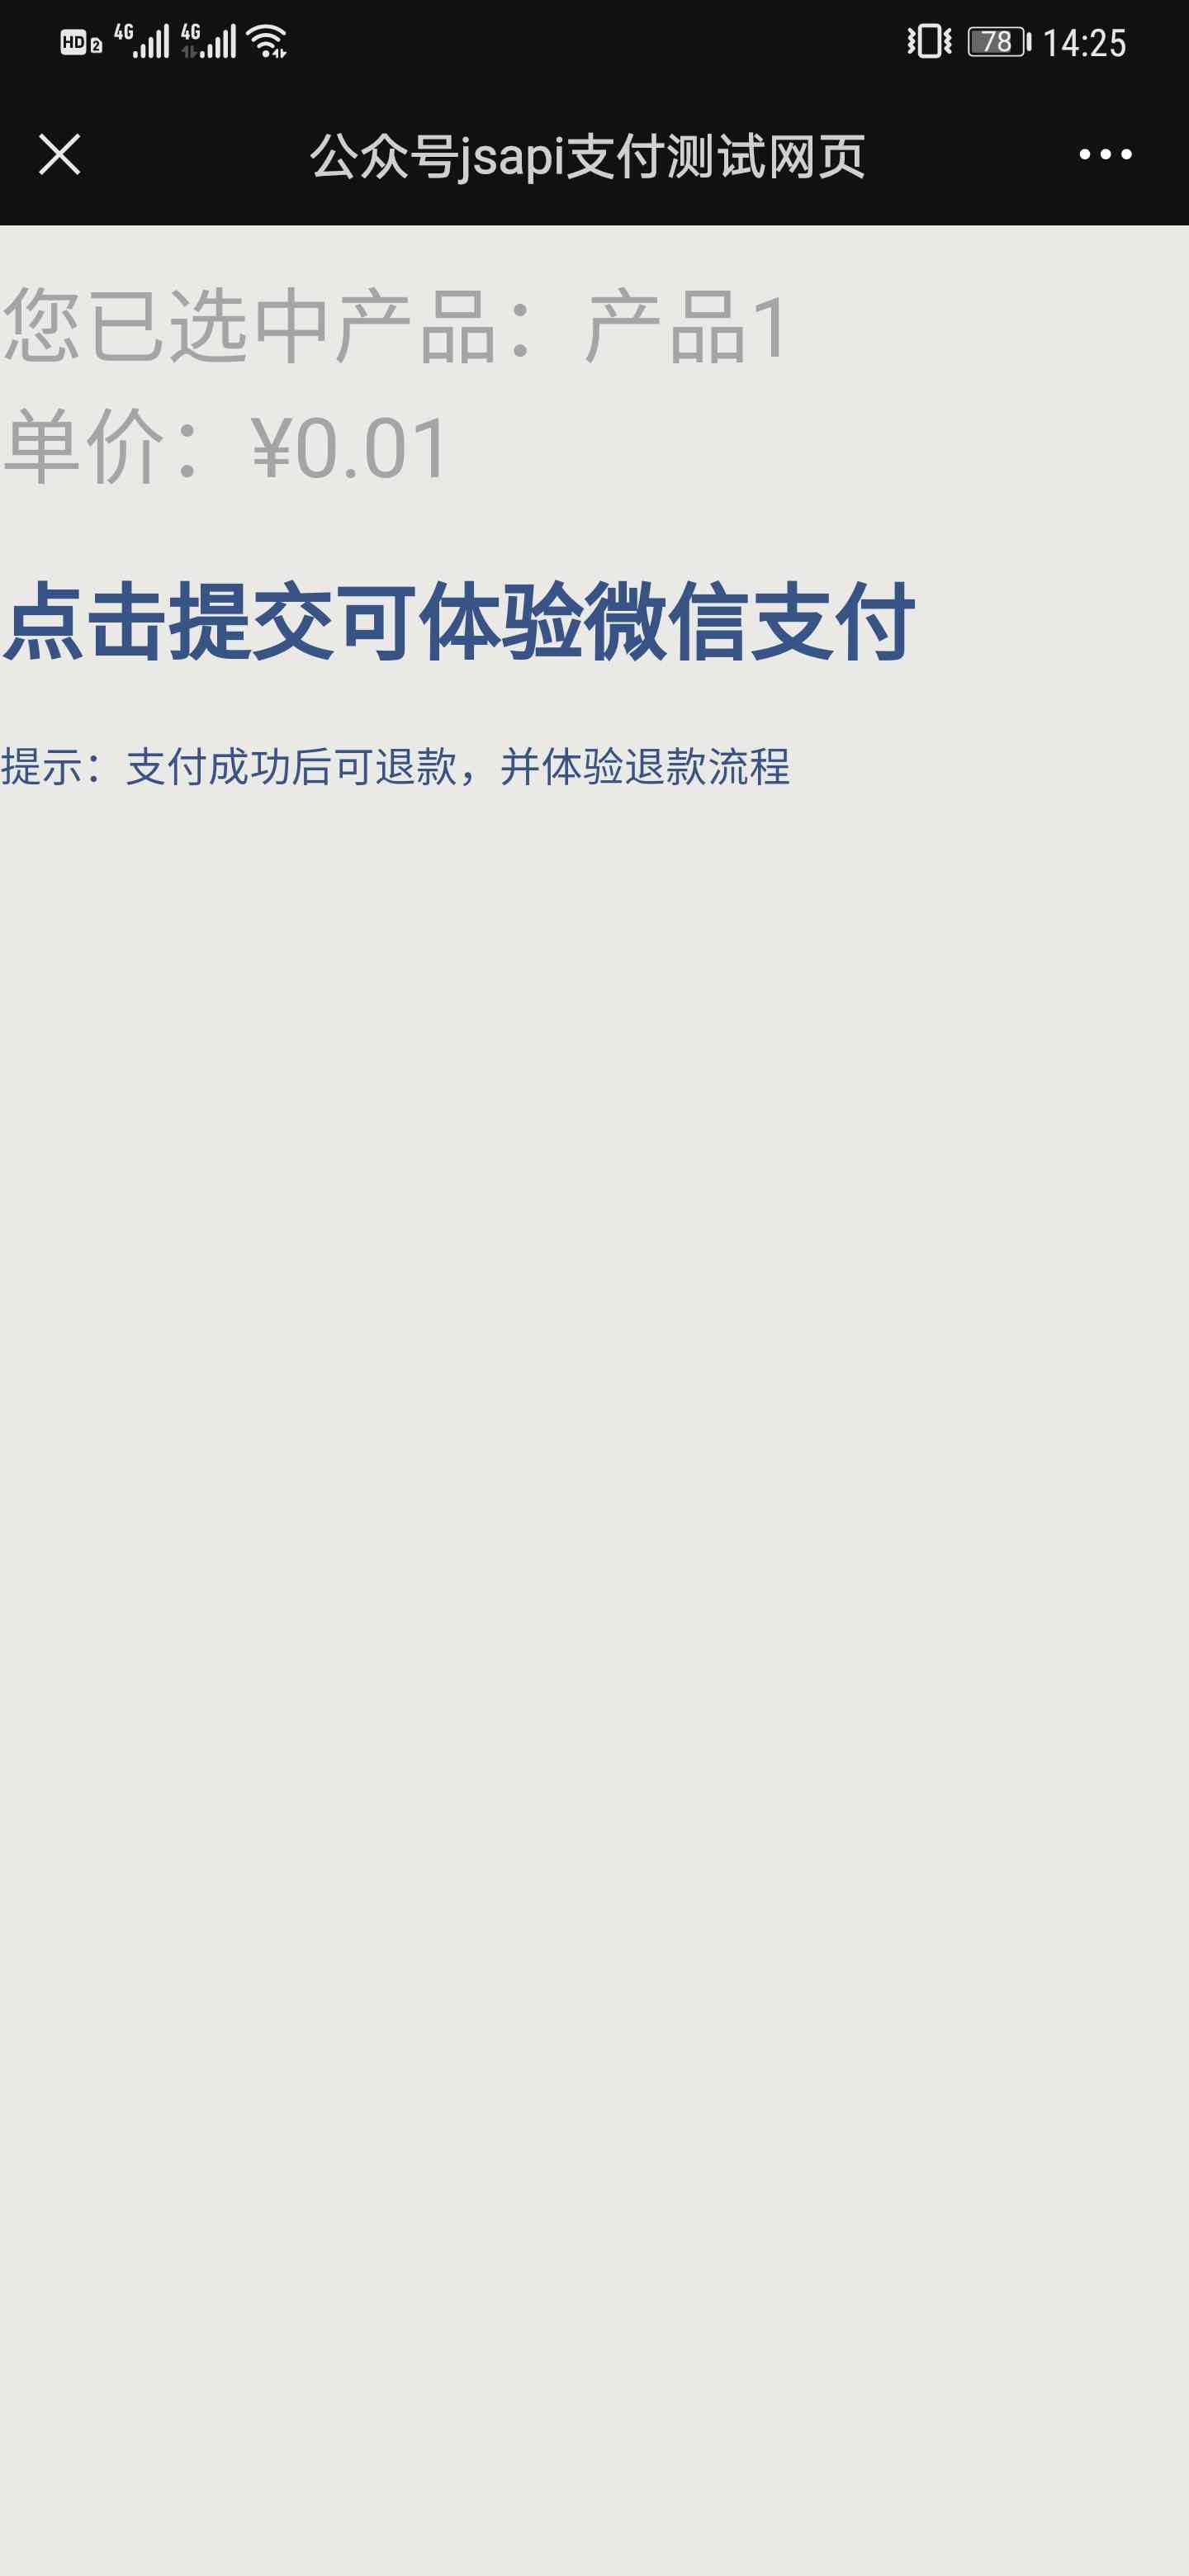 HD 2 4G 4G 78 14:25
公众号jsapi支付测试网页
您已选中产品：产品1
单价：¥0.01
点击提交可体验微信支付
提示：支付成功后可退款，并体验退款流程